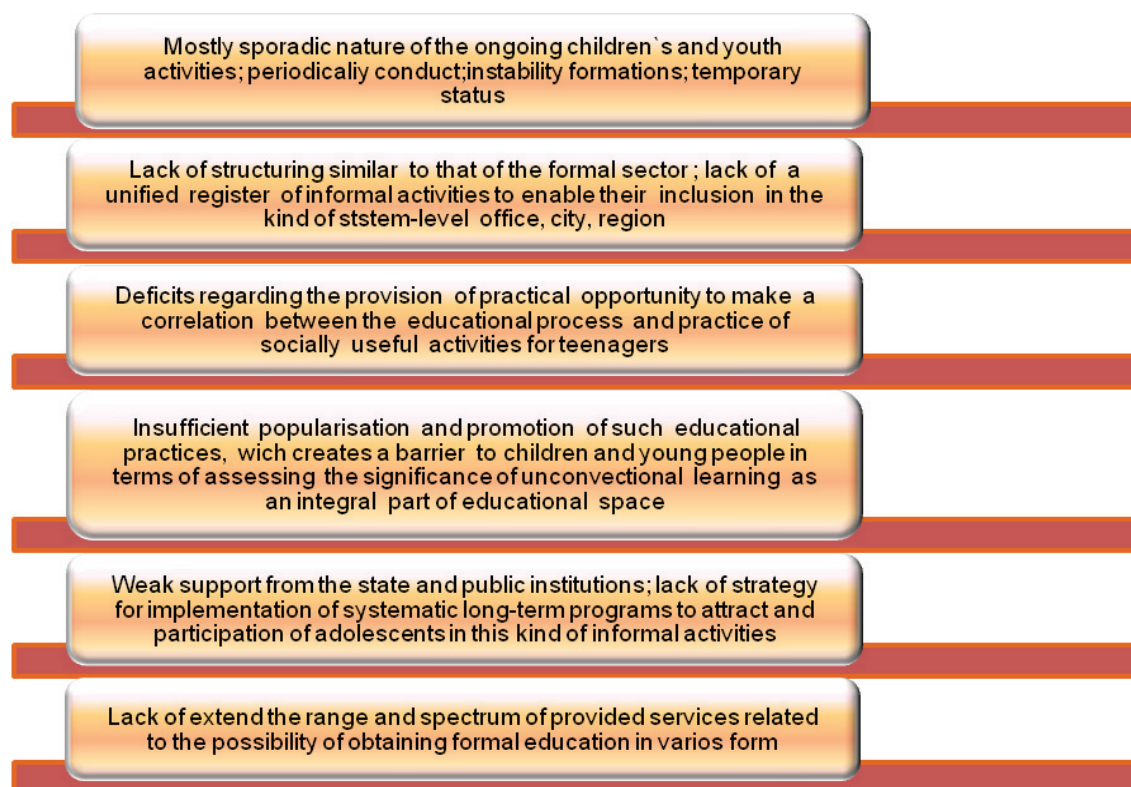 Mostly sporadic nature of the ongoing children`s and youth
activities; periodically conduct;instability formations; temporary
status
Lack of structuring similar to that of the formal sector ; lack of a
unified register of informal activities to enable their inclusion in the
kind of ststem-level office, city, region
Deficits regarding the provision of practical opportunity to make a
correlation between the educational process and practice of
socially useful activities for teenagers
Insufficient popularisation and promotion of such educational
practices, wich creates a barrier to children and young people in
terms of assessing the significance of unconvectional learning as
an integral part of educational space
Weak support from the state and public institutions; lack of strategy
for implementation of systematic long-term programs to attract and
participation of adolescents in this kind of informal activities
Lack of extend the range and spectrum of provided services related
to the possibility of obtaining formal education in varios form